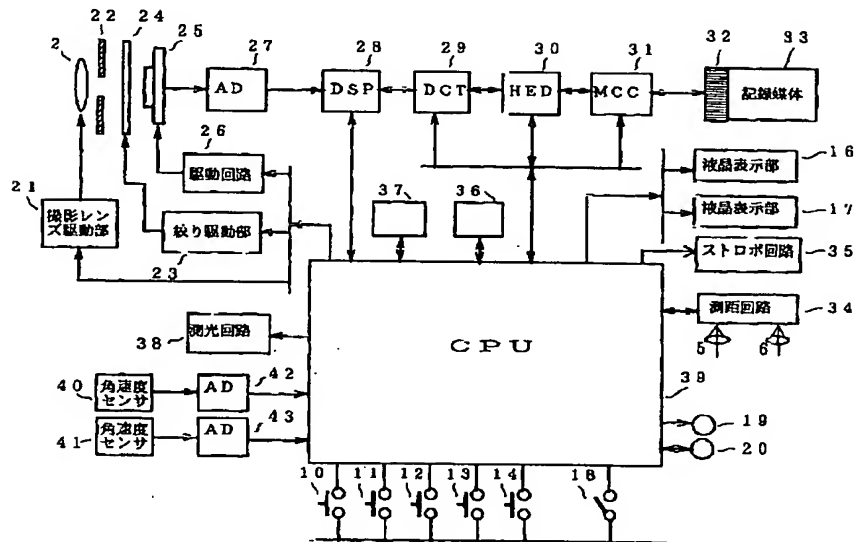 2 22 24 25
27 28 29 30 31 32 33
AD DSP DCT HED MCC 記録媒体
26
駆動回路
16
液晶表示部
21
撮影レン
ズ駆動部
37 36
17
液晶表示部
絞り駆動部
23
ストロボ回路
35
測距回路
34
5 6
38
測光回路
CPU
39
40
角速度
センサ
AD
42
41
角速度
センサ
AD
43
19
20
10 11 12 13 14 18